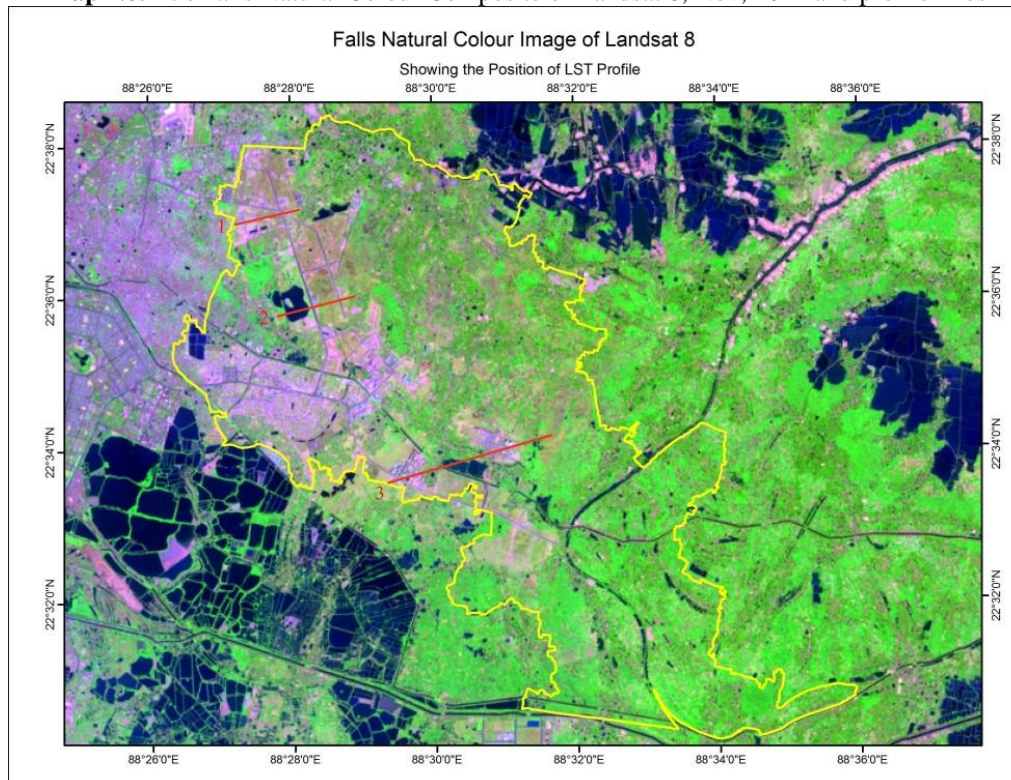 Falls Natural Colour Image of Landsat 8
Showing the Position of LST Profile
88°26'0"E 88°28'0"E 88°30'0"E 88°32'0"E 88°34'0"E 88°36'0"E
22°38'0"N 22°38'0"N
1
22°36'0"N 22°36'0"N
2
22°34'0"N 22°34'0"N
3
22°32'0"N 22°32'0"N
88°26'0"E 88°28'0"E 88°30'0"E 88°32'0"E 88°34'0"E 88°36'0"E